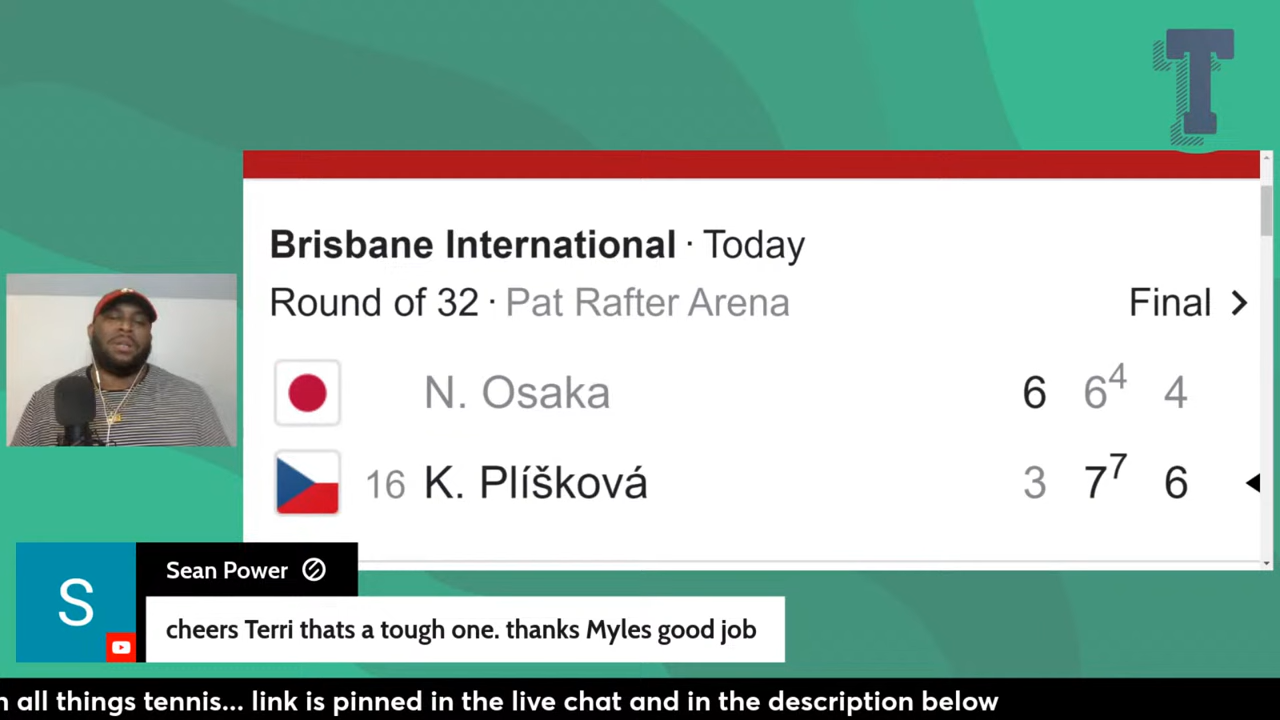 T
Brisbane International · Today
Round of 32 · Pat Rafter Arena Final >
N. Osaka 6 6⁴ 4
16 K. Plíšková 3 7⁷ 6
S
Sean Power
cheers Terri thats a tough one. thanks Myles good job
all things tennis... link is pinned in the live chat and in the description below